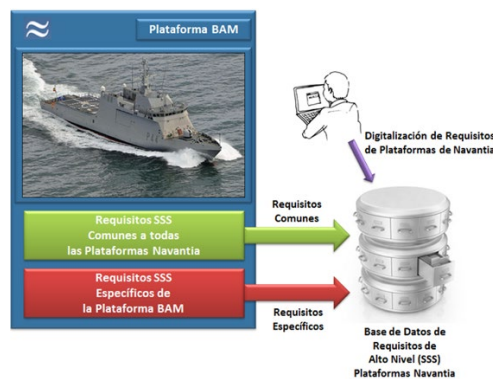 Plataforma BAM
Digitalización de Requisitos
de Plataformas de Navantia
Requisitos SSS
Comunes a todas
las Plataformas Navantia
Requisitos
Comunes
Requisitos SSS
Específicos de
la Plataforma BAM
Requisitos
Específicos
Base de Datos de
Requisitos de
Alto Nivel (SSS)
Plataformas Navantia